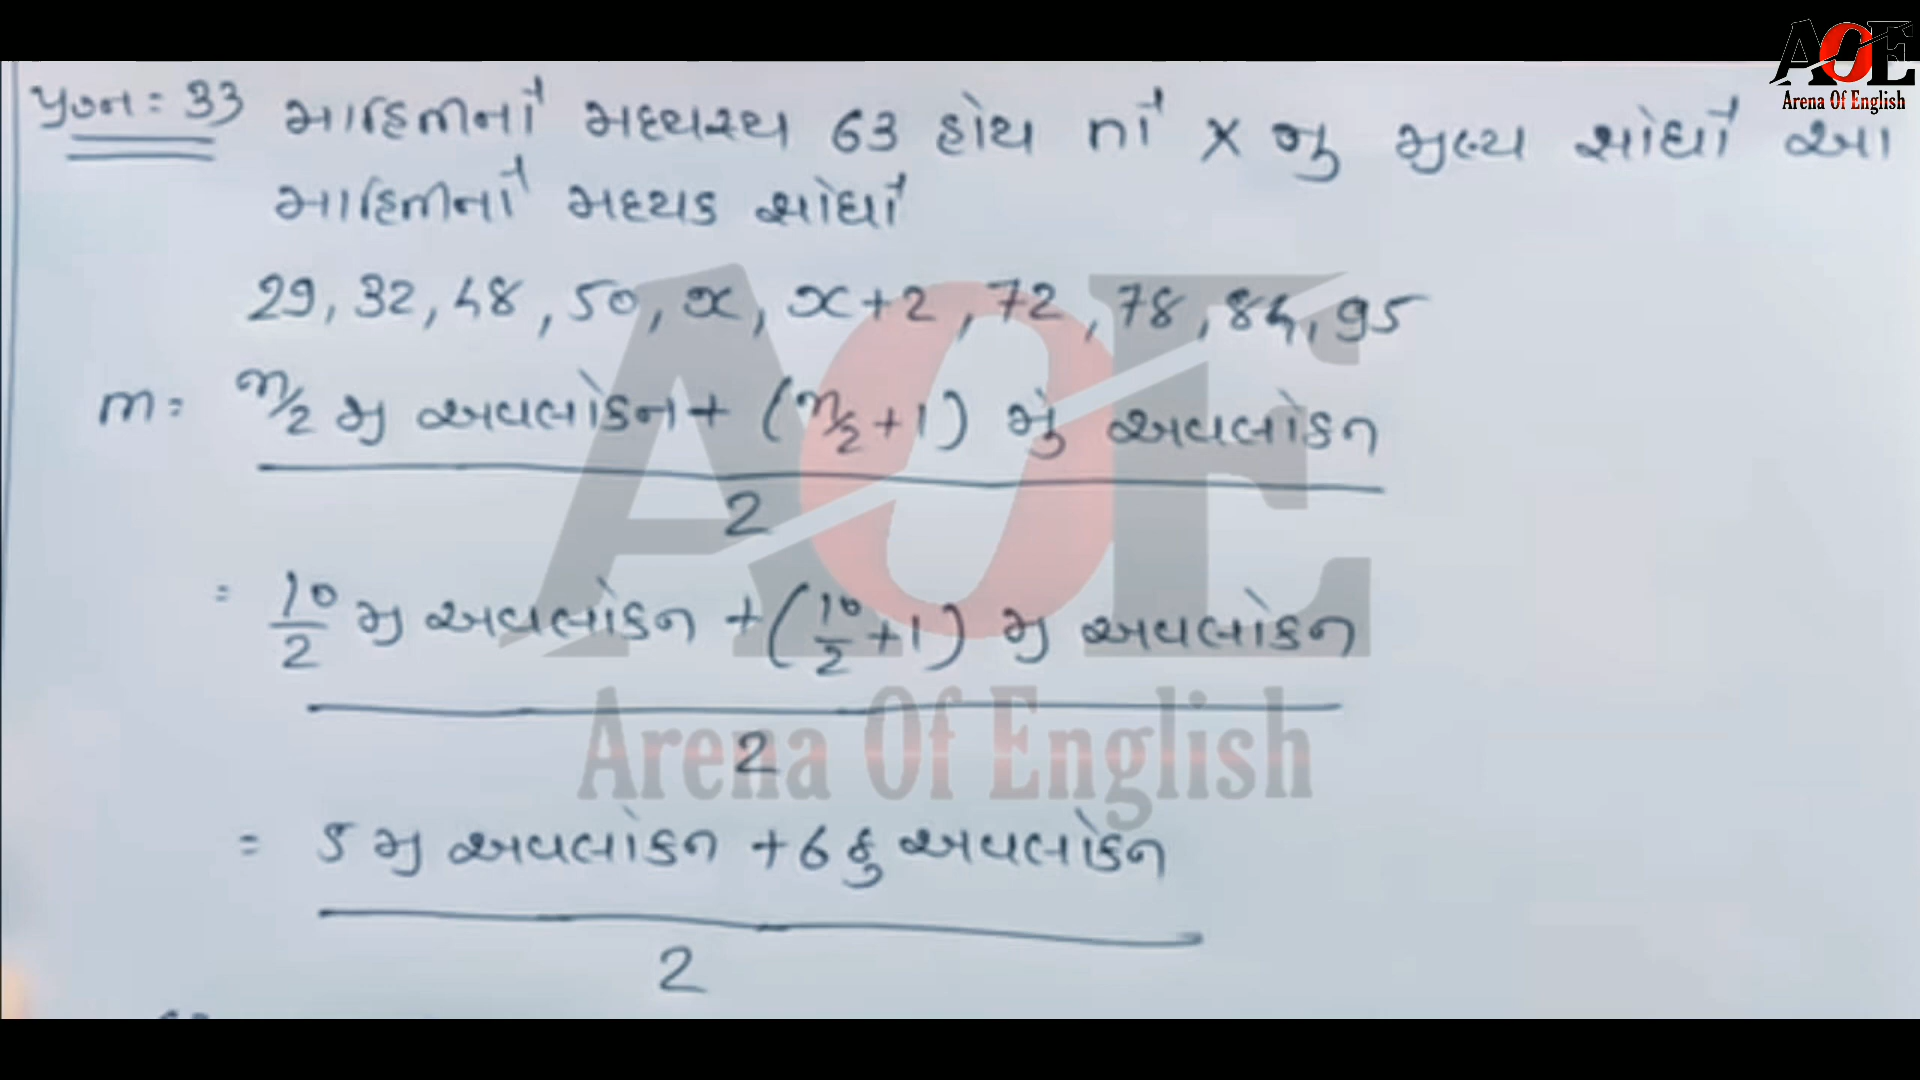 AOE
Arena Of English
પ્રશ્ન = 33 માહિતીનો મધ્યસ્થ 63 હોય તો x નું મુલ્ય શોધો આ
માહિતીનો મધ્યક શોધો
29, 32, 48, 50, x, x+2, 72, 78, 84, 95
m = n/2 મુ અવલોકન + (n/2 + 1) મું અવલોકન
2
= 10/2 મુ અવલોકન + (10/2 + 1) મુ અવલોકન
2
= 5 મુ અવલોકન + 6 ઠ્ઠુ અવલોકન
2
AOE
Arena Of English